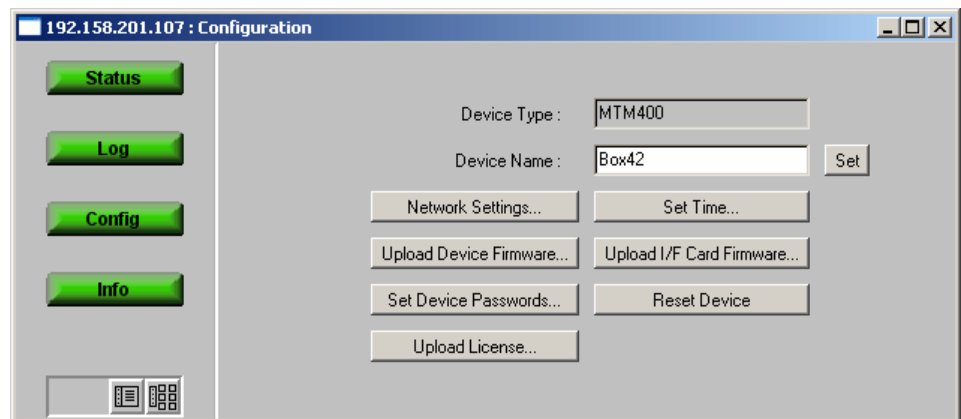 192.158.201.107 : Configuration
Status
Log
Config
Info
Device Type :
MTM400
Device Name :
Box42
Set
Network Settings...
Set Time...
Upload Device Firmware...
Upload I/F Card Firmware...
Set Device Passwords...
Reset Device
Upload License...